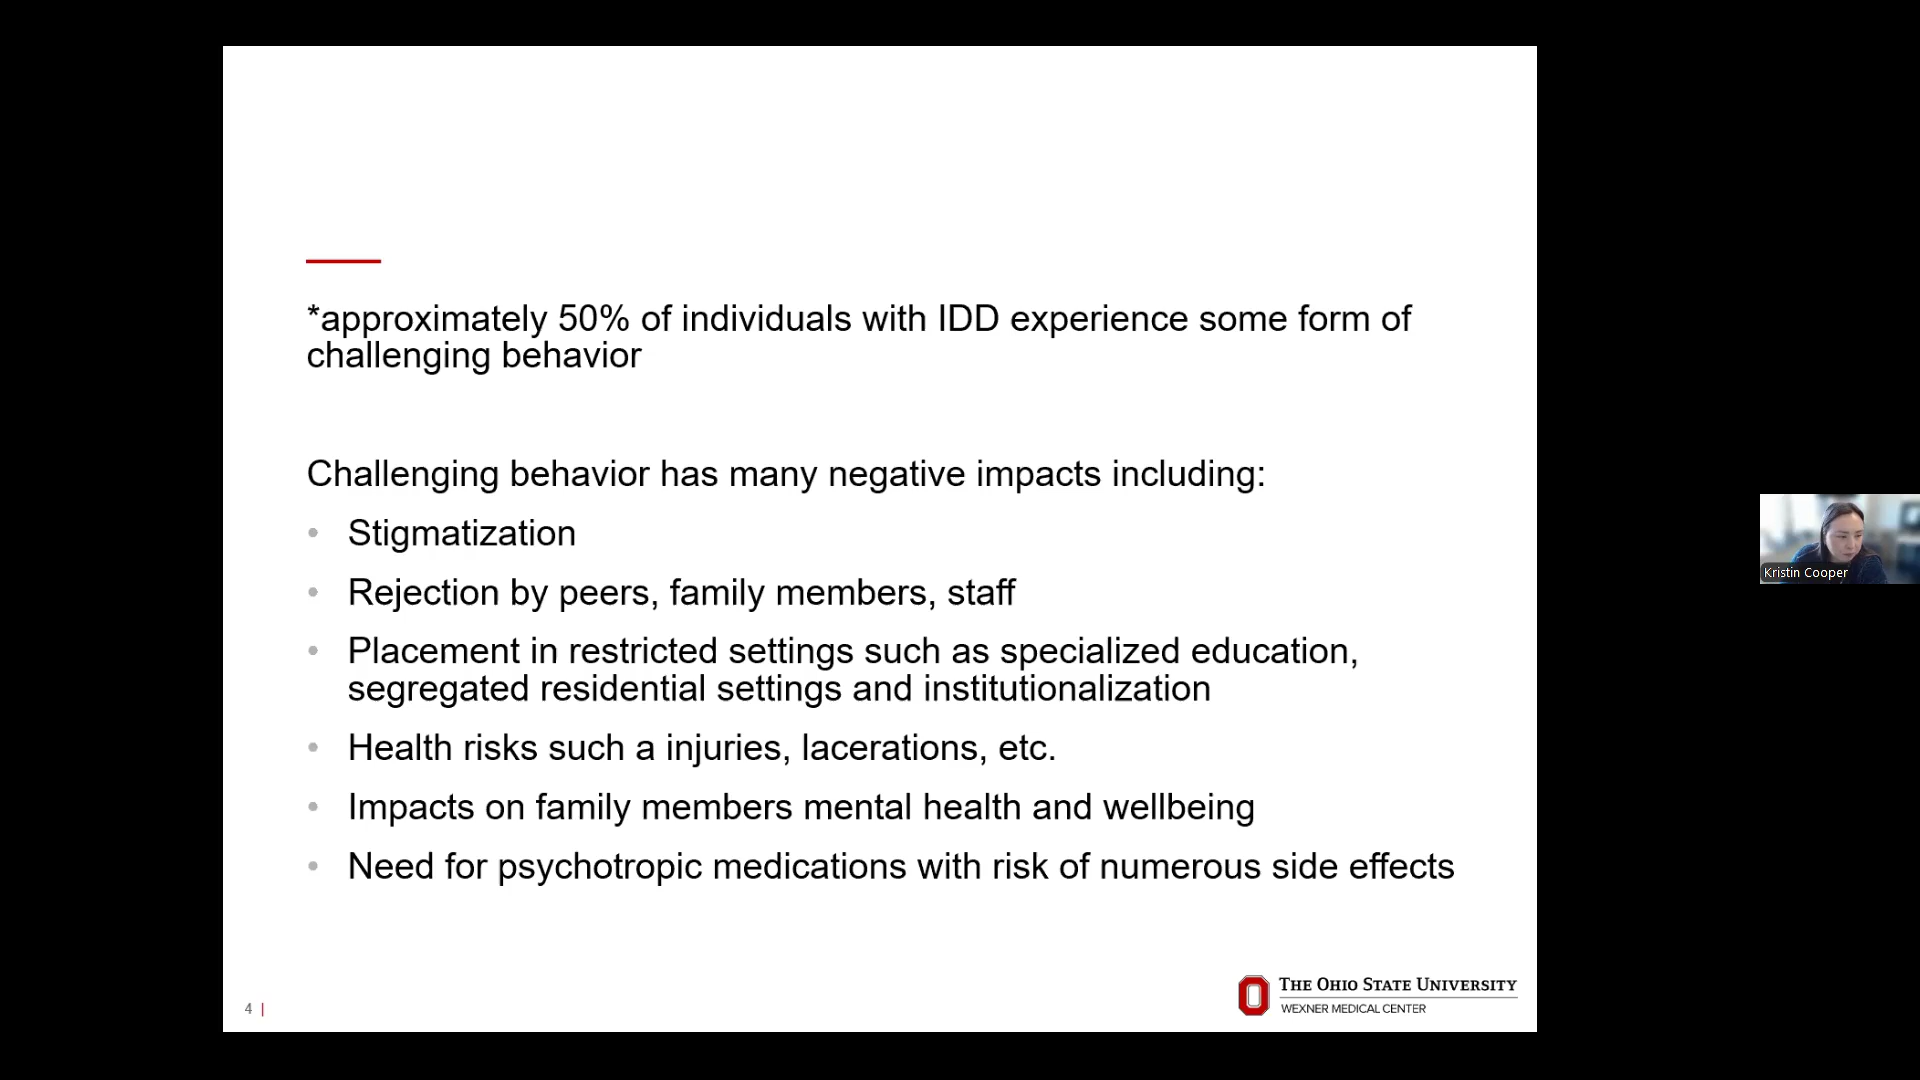 *approximately 50% of individuals with IDD experience some form of
challenging behavior
Challenging behavior has many negative impacts including:
• Stigmatization
• Rejection by peers, family members, staff
• Placement in restricted settings such as specialized education,
segregated residential settings and institutionalization
• Health risks such a injuries, lacerations, etc.
• Impacts on family members mental health and wellbeing
• Need for psychotropic medications with risk of numerous side effects
Kristin Cooper
4 |
THE OHIO STATE UNIVERSITY
WEXNER MEDICAL CENTER